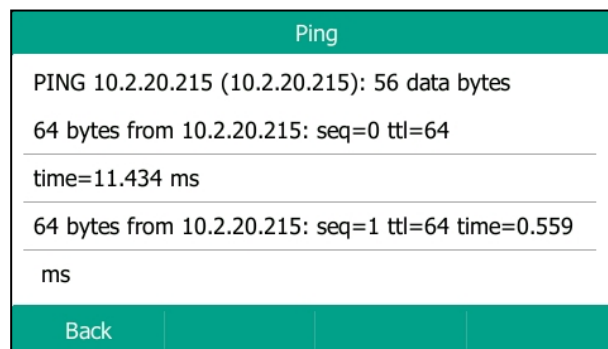 Ping
PING 10.2.20.215 (10.2.20.215): 56 data bytes
64 bytes from 10.2.20.215: seq=0 ttl=64
time=11.434 ms
64 bytes from 10.2.20.215: seq=1 ttl=64 time=0.559
ms
Back